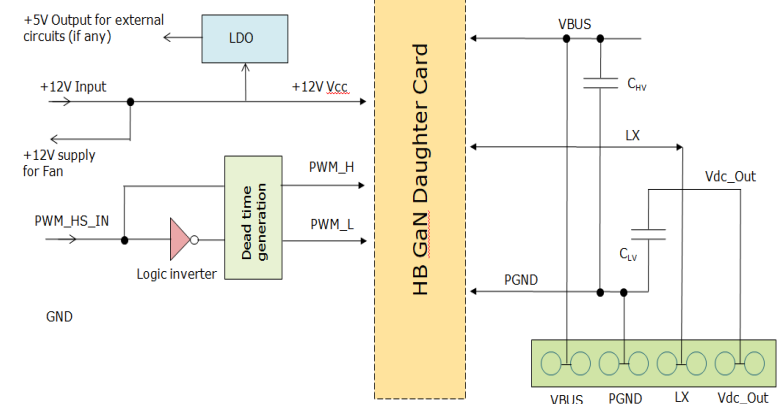 +5V Output for external
circuits (if any)
LDO
+12V Input
+12V Vcc
+12V supply
for Fan
PWM_HS_IN
Logic inverter
Dead time
generation
PWM_H
PWM_L
GND
HB GaN Daughter Card
VBUS
CHV
LX
Vdc_Out
CLV
PGND
VBUS
PGND
LX
Vdc_Out